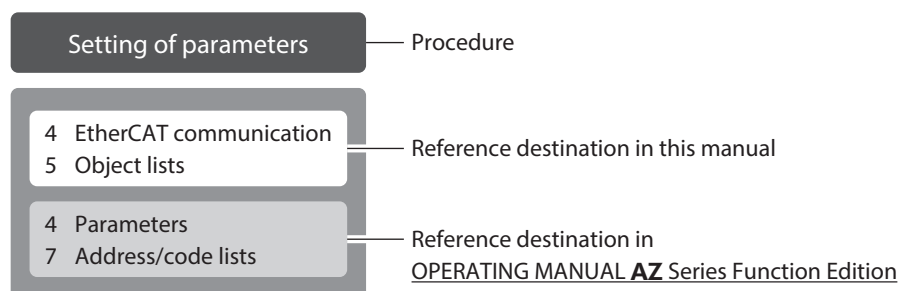 Setting of parameters
Procedure
4 EtherCAT communication
5 Object lists
Reference destination in this manual
4 Parameters
7 Address/code lists
Reference destination in
OPERATING MANUAL AZ Series Function Edition